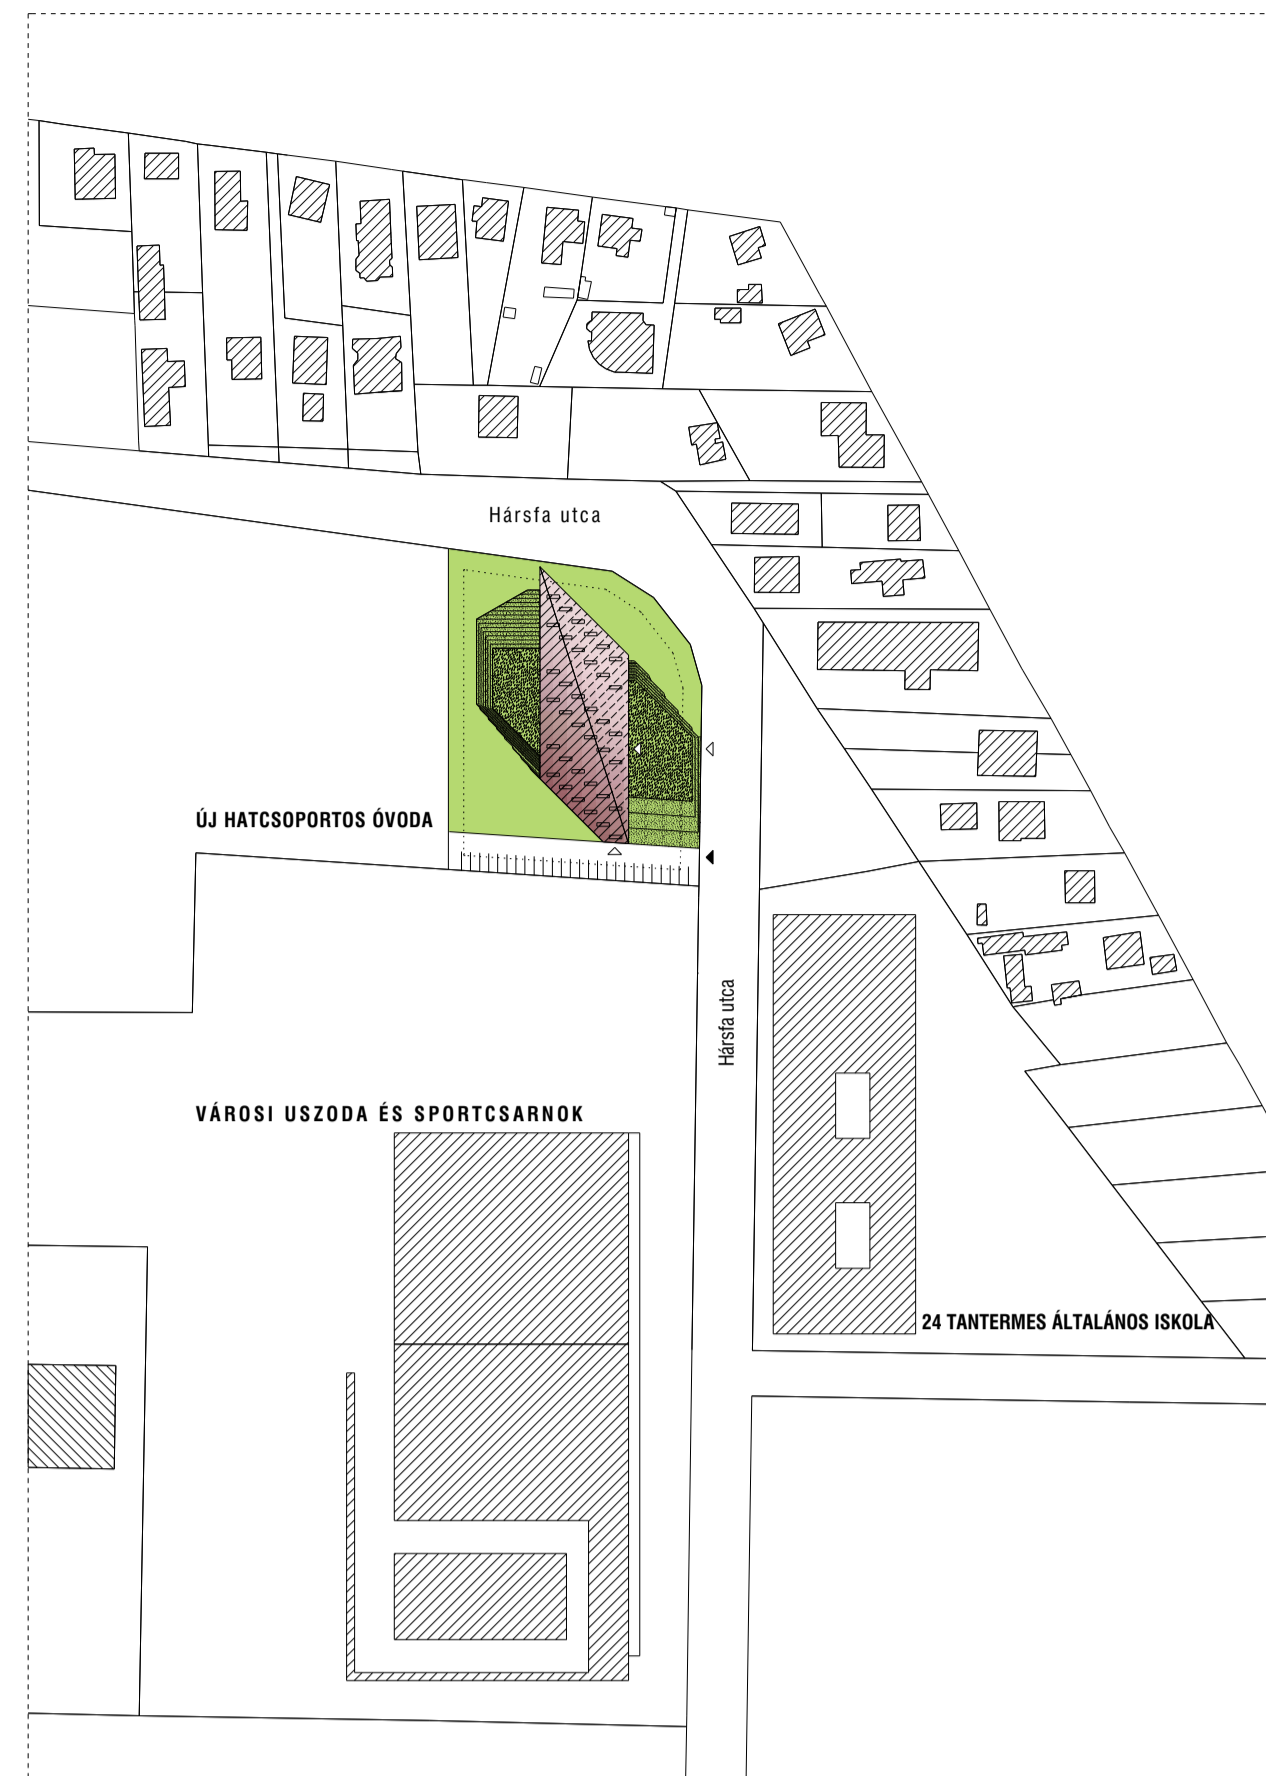 Hársfa utca
ÚJ HATCSOPORTOS ÓVODA
Hársfa utca
VÁROSI USZODA ÉS SPORTCSARNOK
24 TANTERMES ÁLTALÁNOS ISKOLA